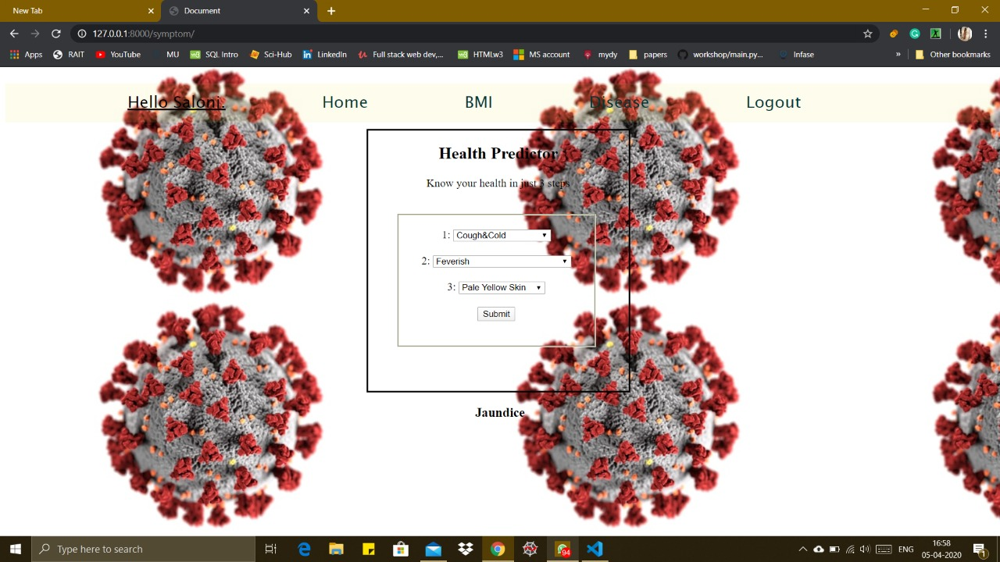 New Tab
Document
127.0.0.1:8000/symptom/
Apps RAIT YouTube MU SQL Intro Sci-Hub LinkedIn Full stack web dev,... HTMLw3 MS account mydy papers workshop/main.py... Infase » Other bookmarks
Hello Saloni. Home BMI Disease Logout
Health Predictor
Know your health in just 3 steps
1: Cough&Cold
2: Feverish
3: Pale Yellow Skin
Submit
Jaundice
Type here to search
94
ENG
16:58
05-04-2020
1